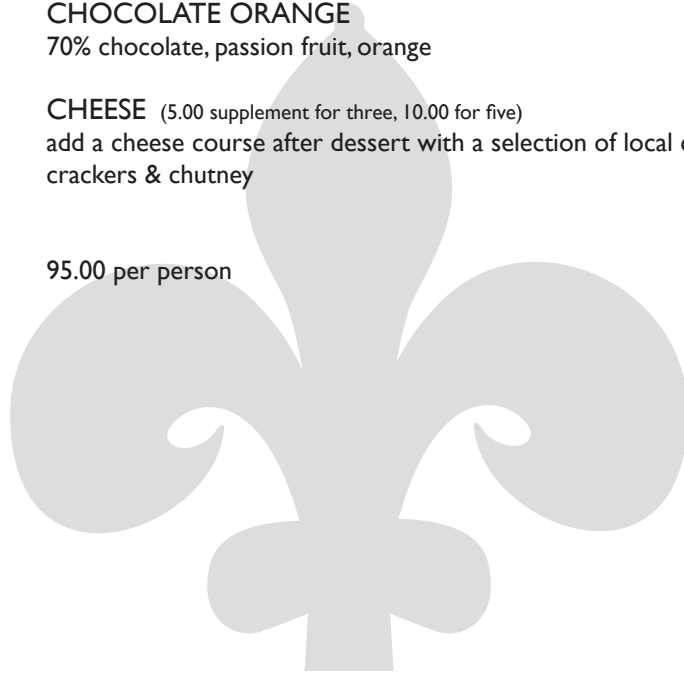 CHOCOLATE ORANGE
70% chocolate, passion fruit, orange
CHEESE (5.00 supplement for three, 10.00 for five)
add a cheese course after dessert with a selection of local
crackers & chutney
95.00 per person